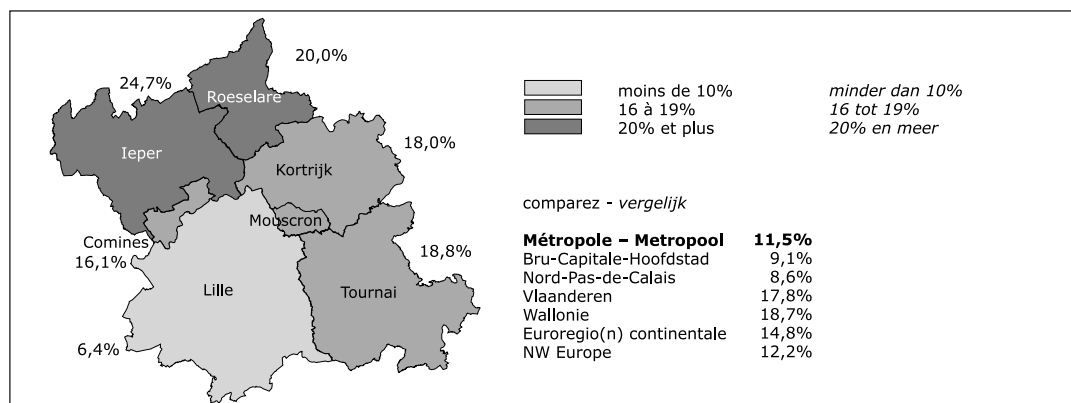 20,0%
24,7%
Roeselare
18,0%
Ieper
Kortrijk
Mouscron
Comines
16,1%
18,8%
Lille
Tournai
6,4%
moins de 10% minder dan 10%
16 à 19% 16 tot 19%
20% et plus 20% en meer
comparez - vergelijk
Métropole – Metropool 11,5%
Bru-Capitale-Hoofdstad 9,1%
Nord-Pas-de-Calais 8,6%
Vlaanderen 17,8%
Wallonie 18,7%
Euroregio(n) continentale 14,8%
NW Europe 12,2%